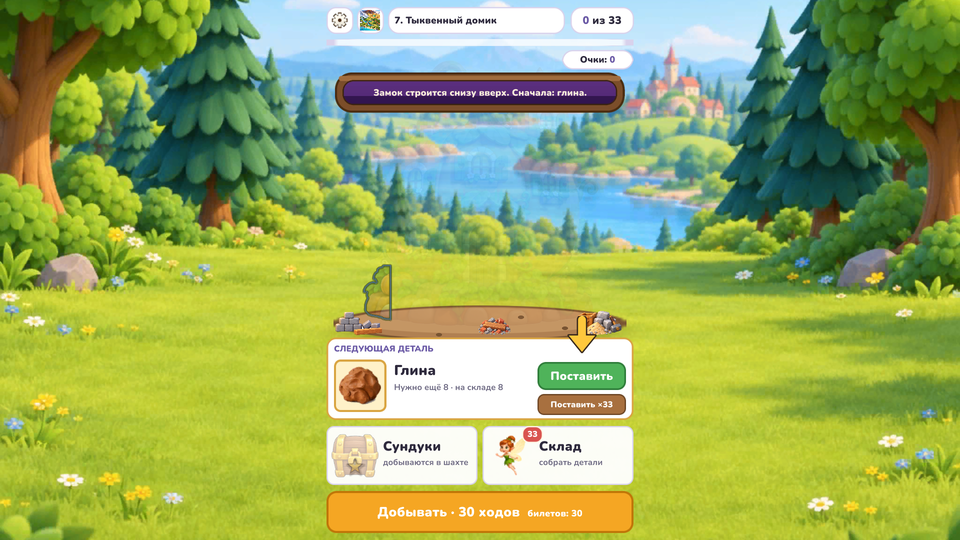 7. Тыквенный домик
0 из 33
Очки: 0
Замок строится снизу вверх. Сначала: глина.
СЛЕДУЮЩАЯ ДЕТАЛЬ
Глина
Нужно ещё 8 · на складе 8
Поставить
Поставить ×33
Сундуки
добываются в шахте
33
Склад
собрать детали
Добывать · 30 ходов билетов: 30